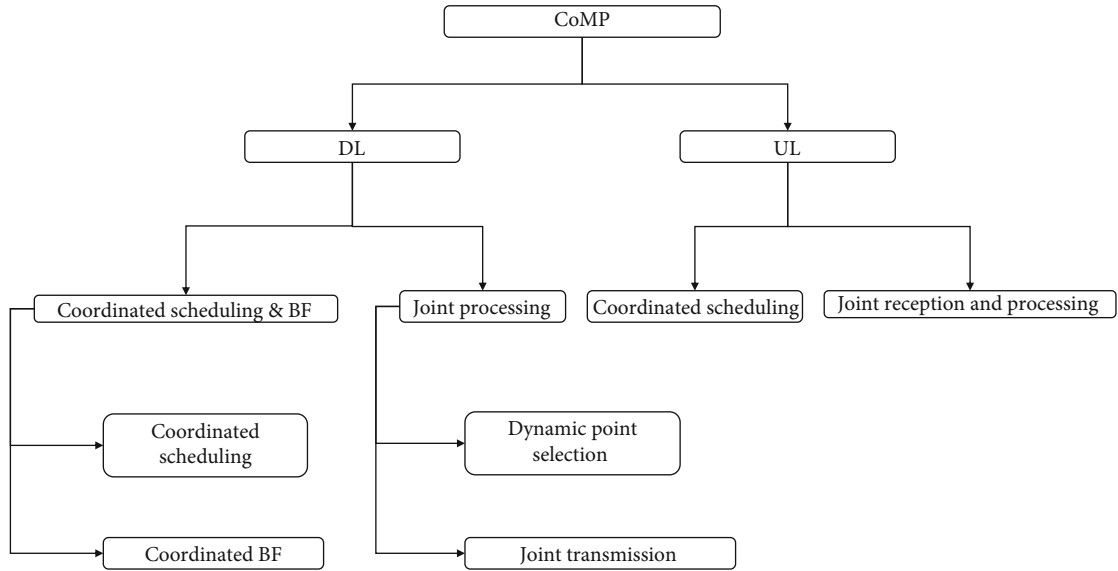 CoMP
DL
UL
Coordinated scheduling & BF
Joint processing
Coordinated scheduling
Joint reception and processing
Coordinated
scheduling
Dynamic point
selection
Coordinated BF
Joint transmission